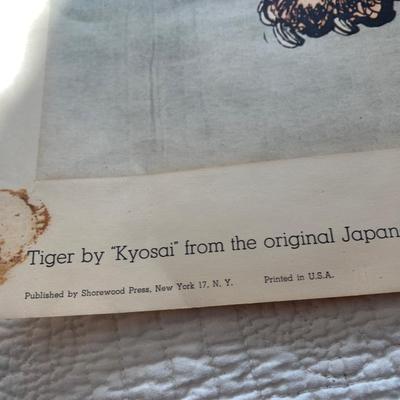 Tiger by "Kyosai" from the original Japan
Published by Shorewood Press, New York 17, N. Y. Printed in U.S.A.